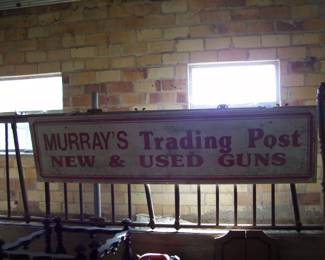 MURRAY'S Trading Post
NEW & USED GUNS